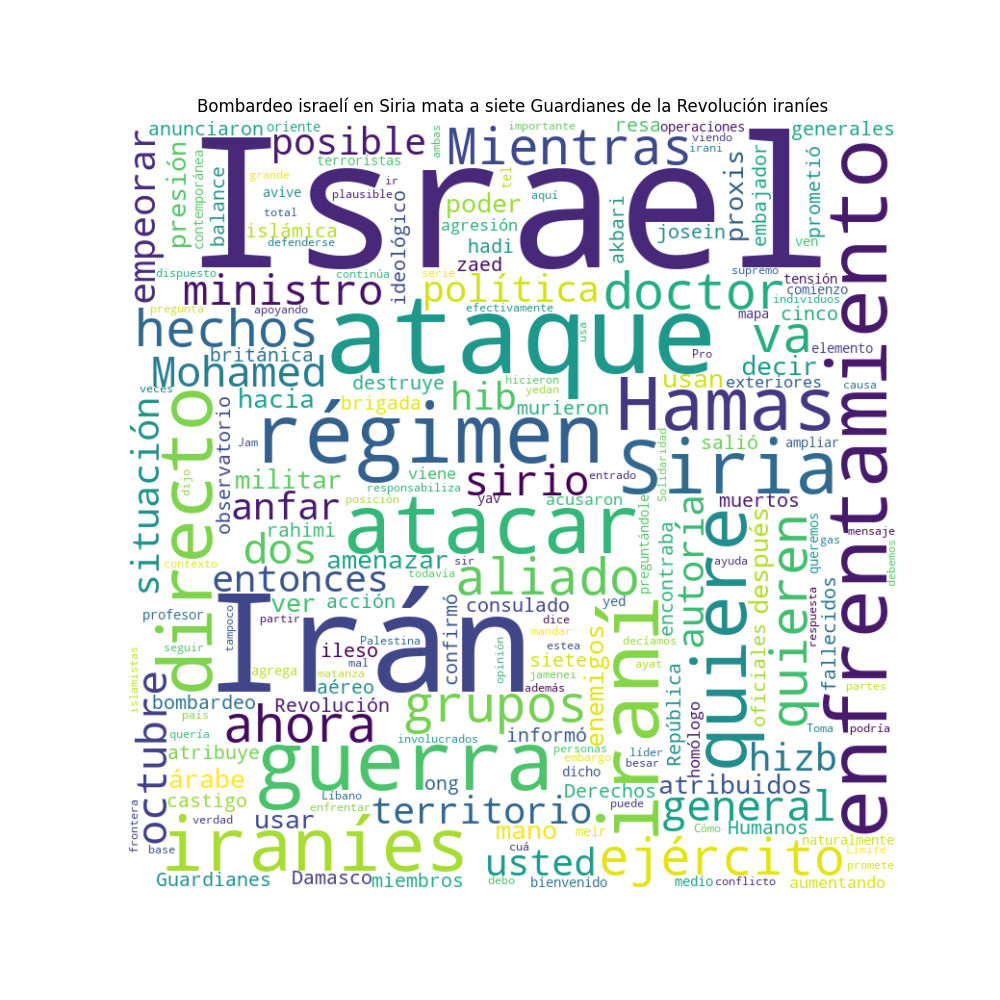 Bombardeo israelí en Siria mata a siete Guardianes de la Revolución iraníes
anunciaron
oriente
importante
resa
operaciones
generales
posible
Mientras
viendo
irani
ambas
terroristas
empeorar
presión
contemporánea
balance
grande
avive
plausible
ir
total
islámica
defenderse
Israel
tel
aquí
poder
agresión
hadi
zaed
ideológico
akbari
josein
proxis
embajador
prometió
ven
enfrentamiento
dispuesto
continúa
serie
supremo
tensión
ministro
política
doctor
comienzo
individuos
pregunta
apoyando
efectivamente
usa
mapa
cinco
hechos
ataque
va
elemento
británica
Pro
decir
Mohamed
destruye
hicieron
yedan
usan
exteriores
causa
veces
hacia
brigada
hib
murieron
Hamas
directo
observatorio
Jam
régimen
salió
ampliar
situación
dijo
militar
viene
sirio
entrado
Siria
Solidaridad
responsabiliza
anfar
posición
yav
acusaron
muertos
rahimi
atacar
preguntándole
encontraba
autoría
quiere
quieren
después
oficiales
queremos
gas
mensaje
debemos
dos
amenazar
todavía
sir
contexto
entonces
aliado
ayuda
respuesta
fallecidos
ver
acción
consulado
yed
profesor
tampoco
partir
dice
mandar
decíamos
Irán
Palestina
confirmó
ileso
mal
estea
opinión
siete
enemigos
iraní
ayat
seguir
islamistas
agrega
matanza
jamenei
además
aéreo
octubre
bombardeo
Revolución
grupos
República
homólogo
partes
país
ahora
Toma
podría
quería
involucrados
informó
personas
embargo
líder
besar
hizb
atribuye
guerra
dicho
árabe
ong
Derechos
puede
atribuidos
castigo
Líbano
enfrentar
territorio
general
frontera
verdad
usar
mano
meir
Cómo
Humanos
naturalmente
base
iraníes
cuá
usted
ejército
Límite
promete
Guardianes
Damasco
miembros
debo
bienvenido
medio
conflicto
aumentando